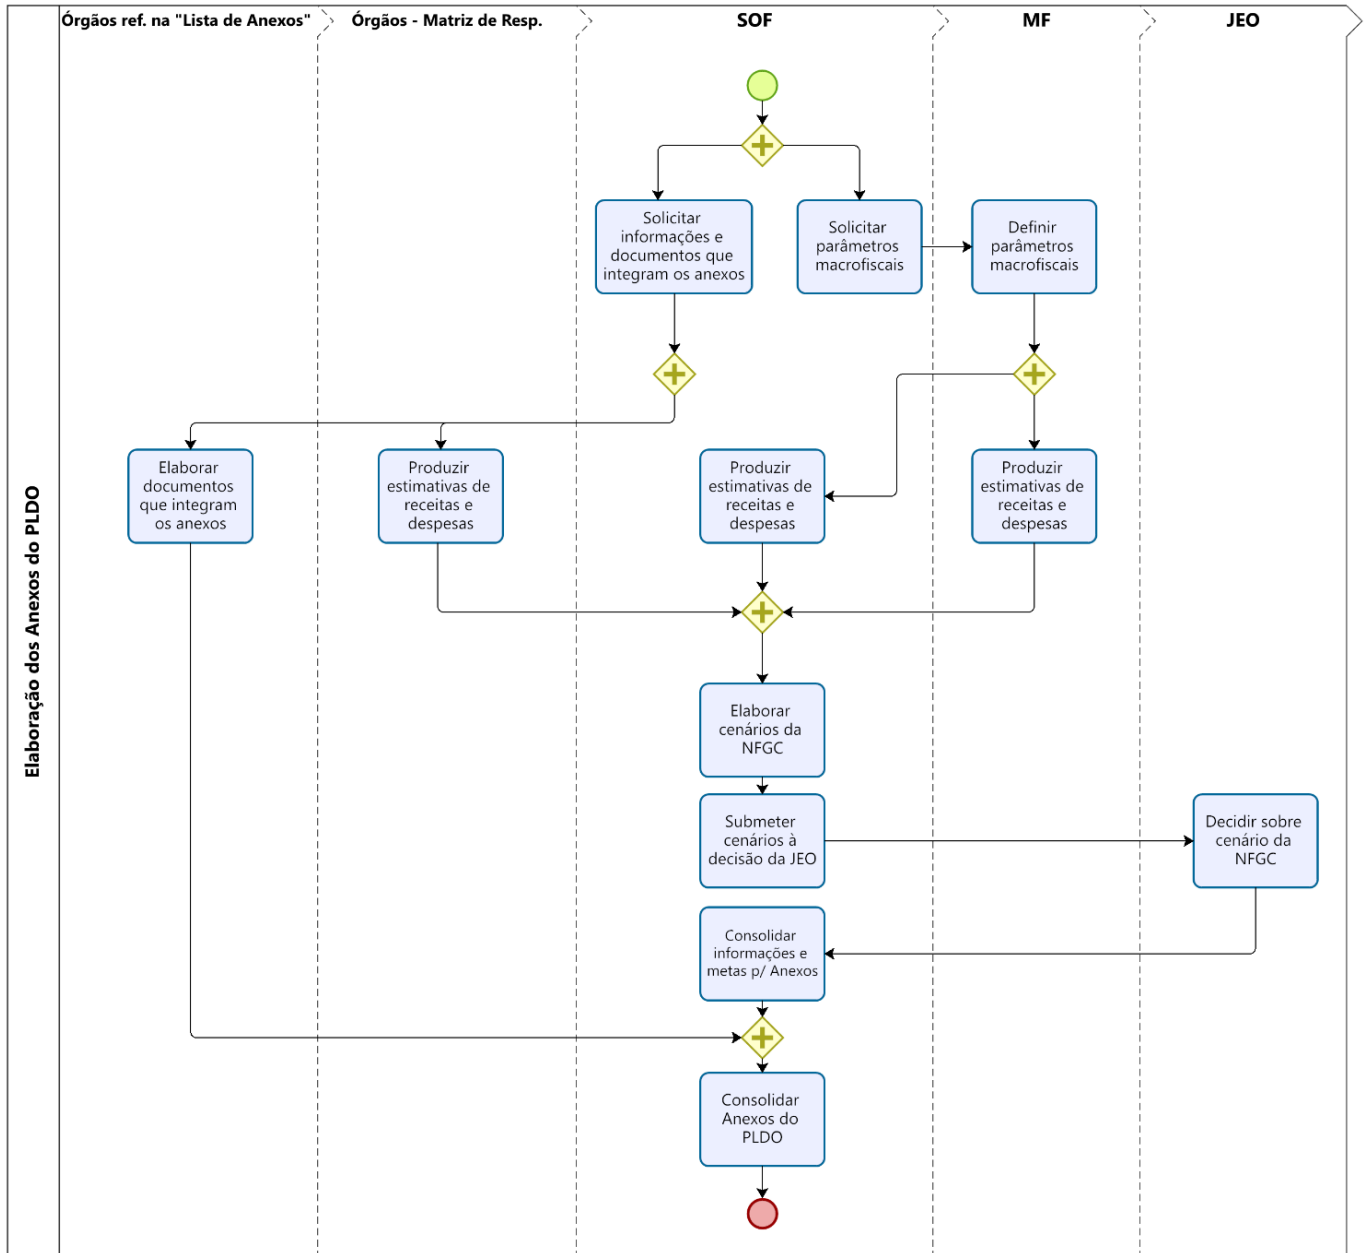 Órgãos ref. na "Lista de Anexos"
Órgãos - Matriz de Resp.
SOF
MF
JEO
Elaboração dos Anexos do PLDO
Solicitar
informações e
documentos que
integram os anexos
Solicitar
parâmetros
macrofiscais
Definir
parâmetros
macrofiscais
Elaborar
documentos
que integram
os anexos
Produzir
estimativas de
receitas e
despesas
Produzir
estimativas de
receitas e
despesas
Produzir
estimativas de
receitas e
despesas
Elaborar
cenários da
NFGC
Submeter
cenários à
decisão da JEO
Decidir sobre
cenário da
NFGC
Consolidar
informações e
metas p/ Anexos
Consolidar
Anexos do
PLDO